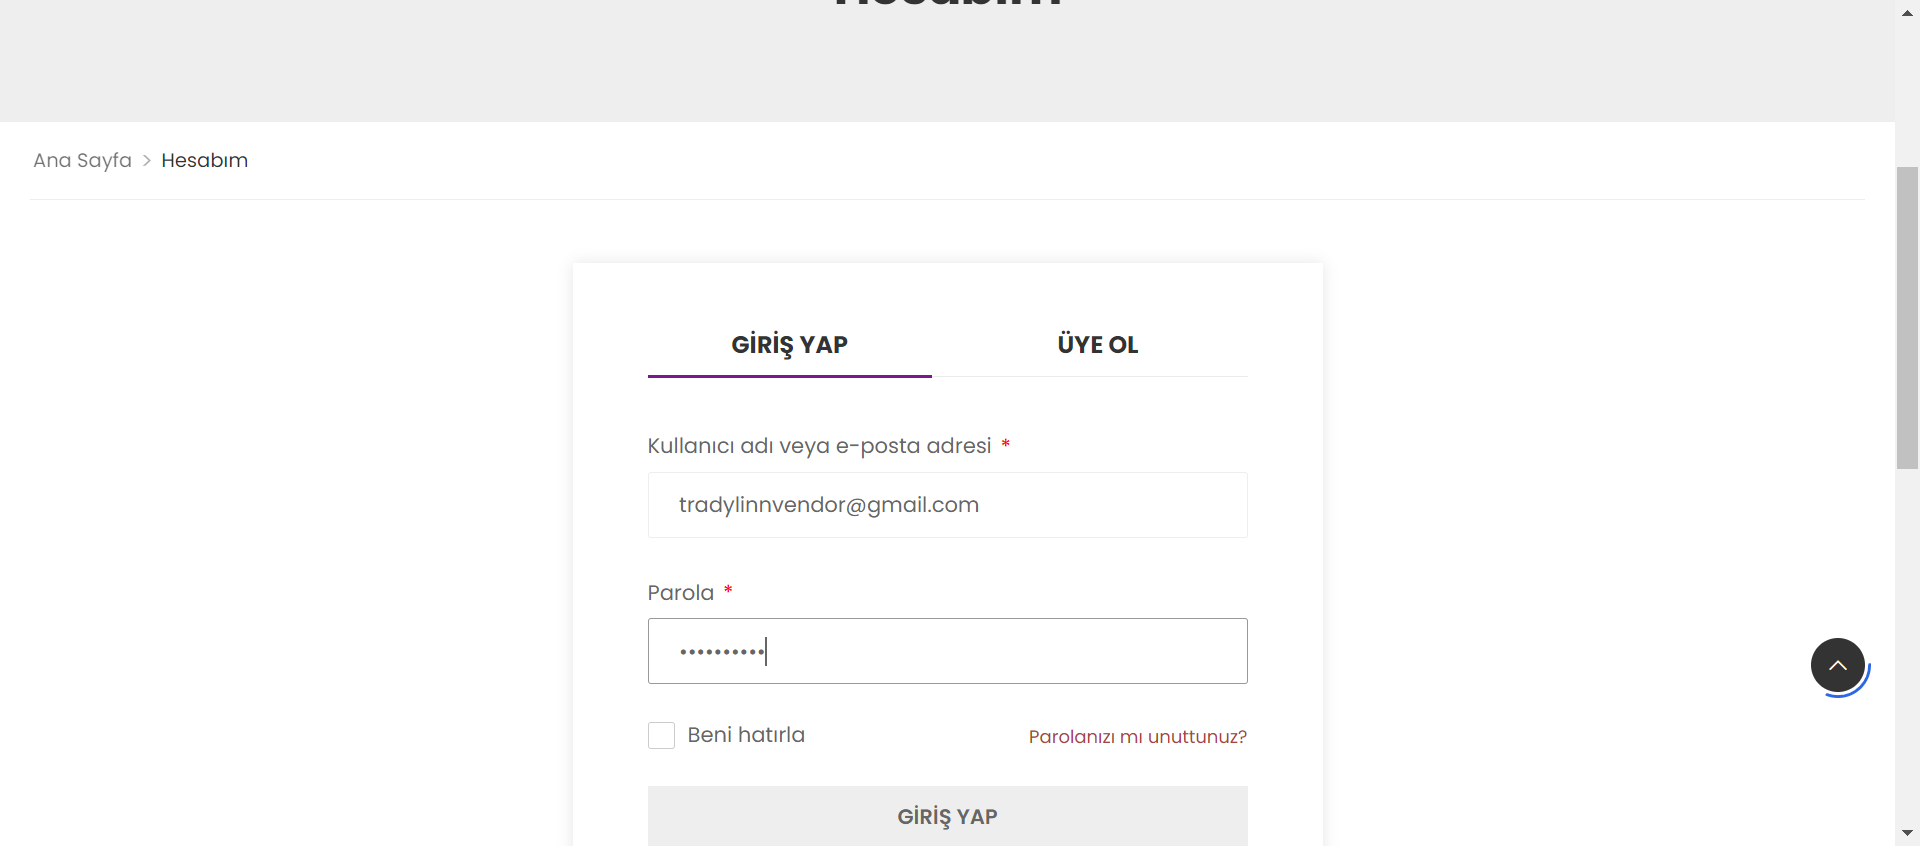 Hesabım
Ana Sayfa > Hesabım
GİRİŞ YAP
ÜYE OL
Kullanıcı adı veya e-posta adresi *
tradylinnvendor@gmail.com
Parola *
••••••••••
Beni hatırla
Parolanızı mı unuttunuz?
GİRİŞ YAP